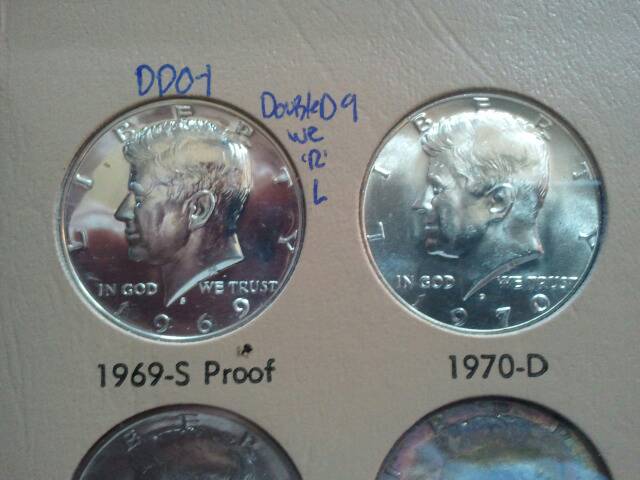 DDO-1
DoubleD 9
WE
'R'
L
LIBERTY
IN GOD WE TRUST
S
1969
LIBERTY
IN GOD WE TRUST
D
1970
1969-S Proof
1970-D